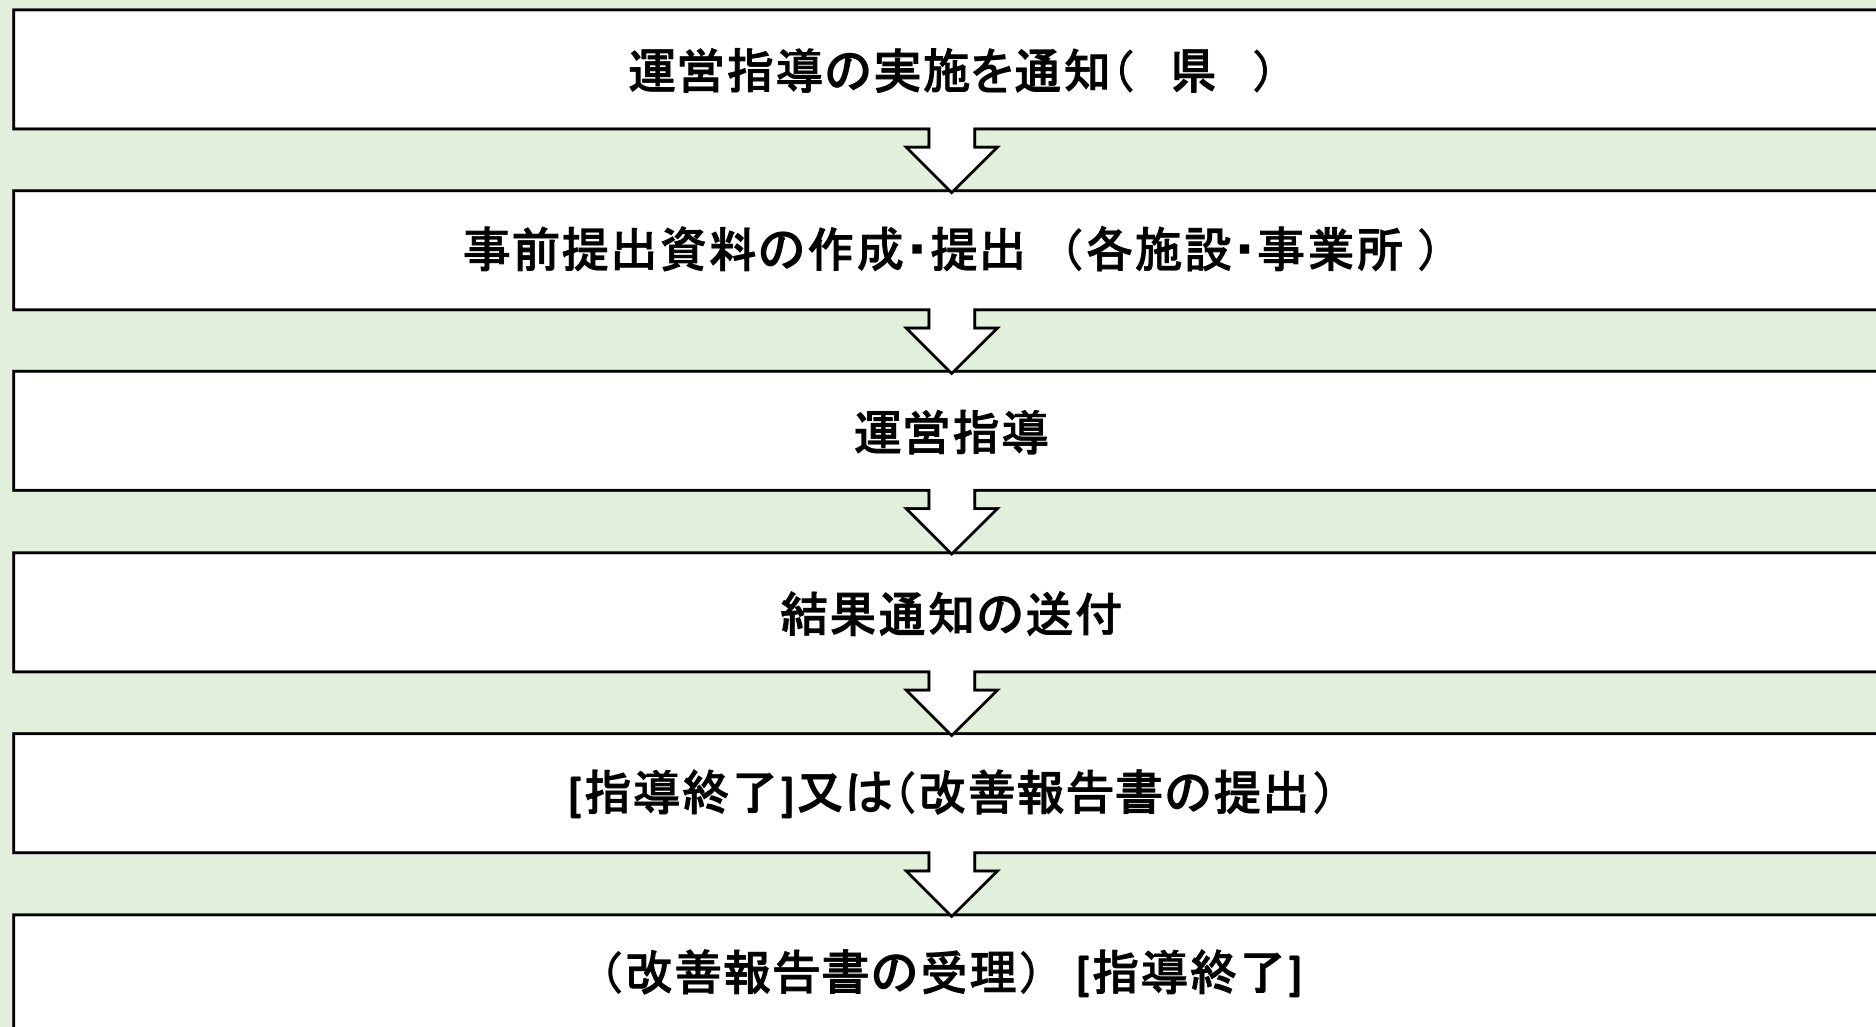 運営指導の実施を通知（　県　）
事前提出資料の作成・提出　（各施設・事業所 ）
運営指導
結果通知の送付
[指導終了]又は（改善報告書の提出）
（改善報告書の受理） [指導終了]